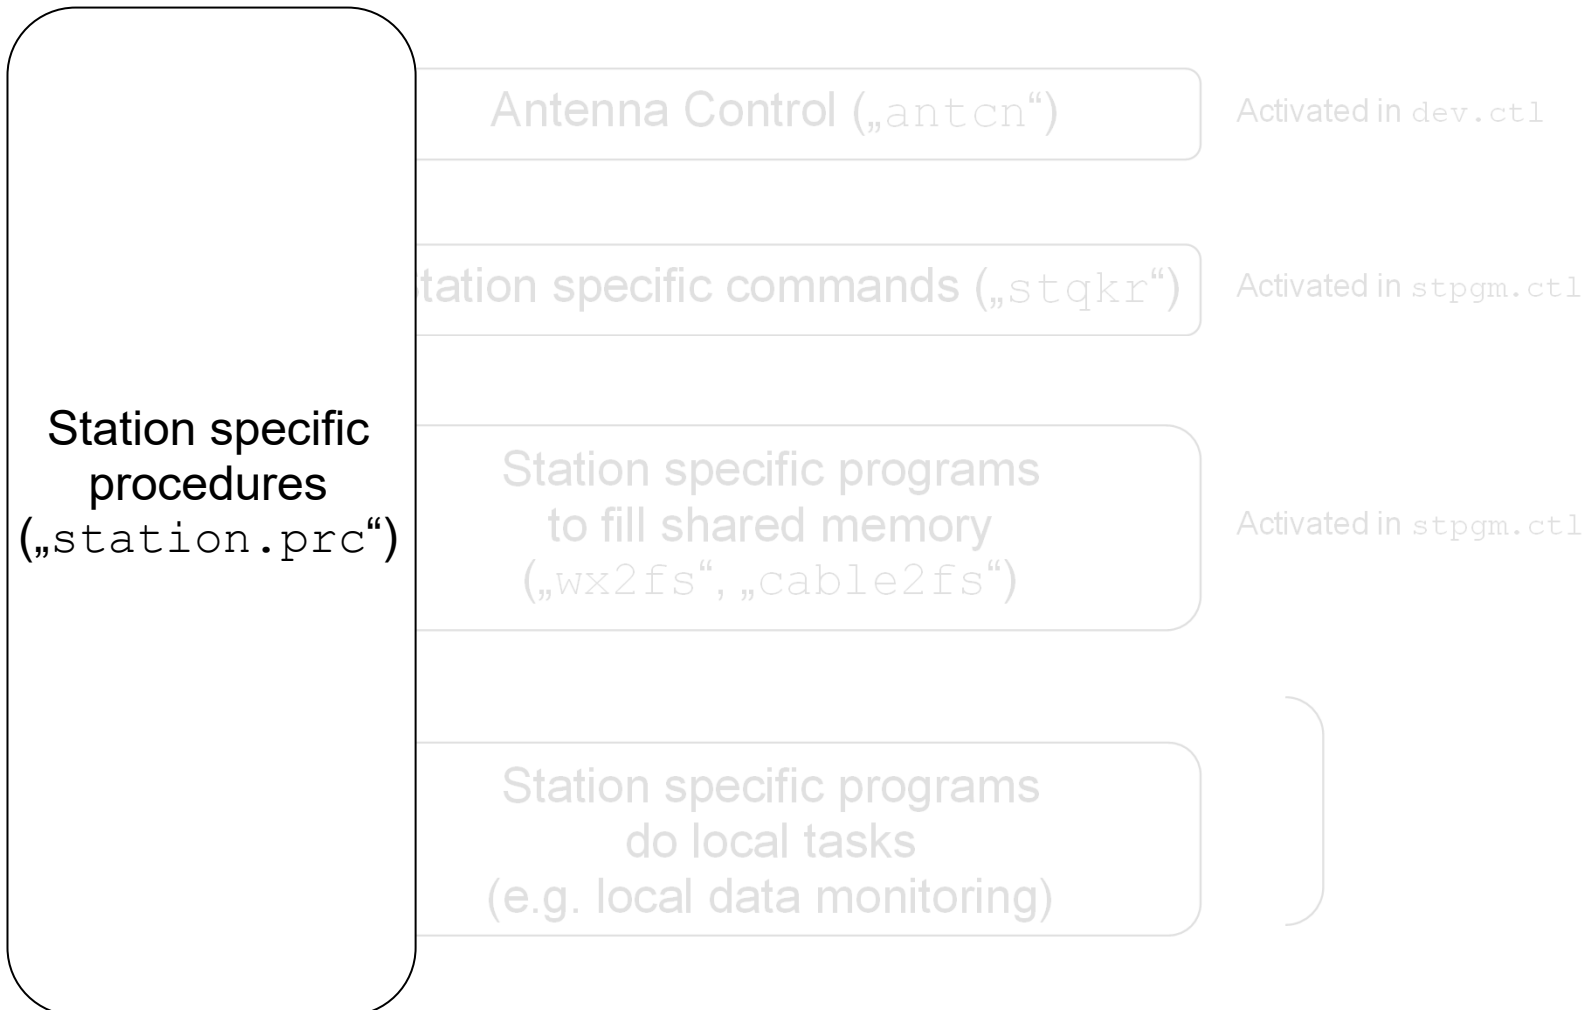 Station specific
procedures
(„station.prc“)
Antenna Control („antcn“)
Activated in dev.ctl
tation specific commands („stqkr“)
Activated in stpgm.ctl
Station specific programs
to fill shared memory
(„wx2fs“, „cable2fs“)
Activated in stpgm.ctl
Station specific programs
do local tasks
(e.g. local data monitoring)